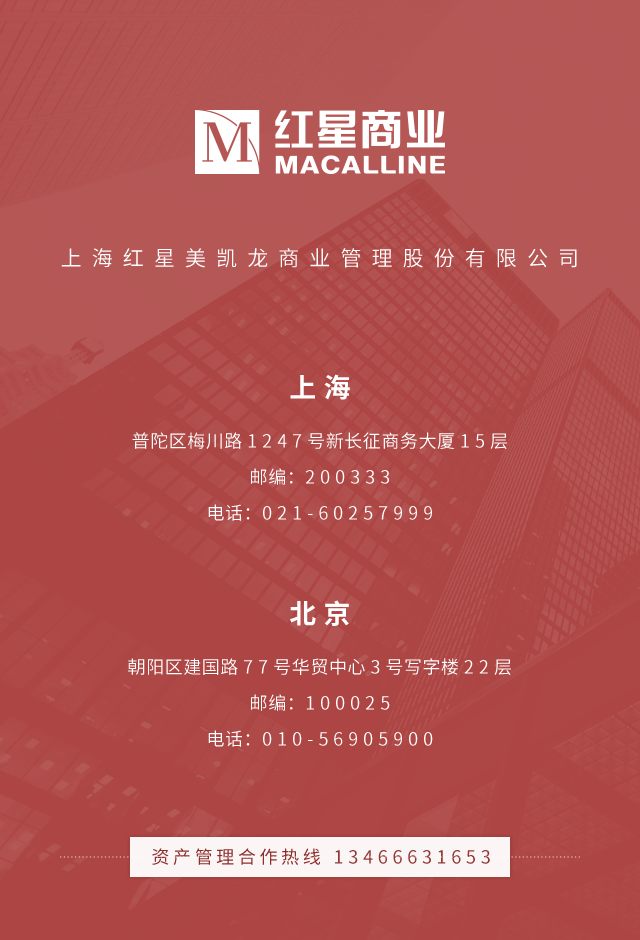 M 红星商业
MACALLINE
上海红星美凯龙商业管理股份有限公司
上海
普陀区梅川路1247号新长征商务大厦15层
邮编：200333
电话：021-60257999
北京
朝阳区建国路77号华贸中心3号写字楼22层
邮编：100025
电话：010-56905900
资产管理合作热线 13466631653